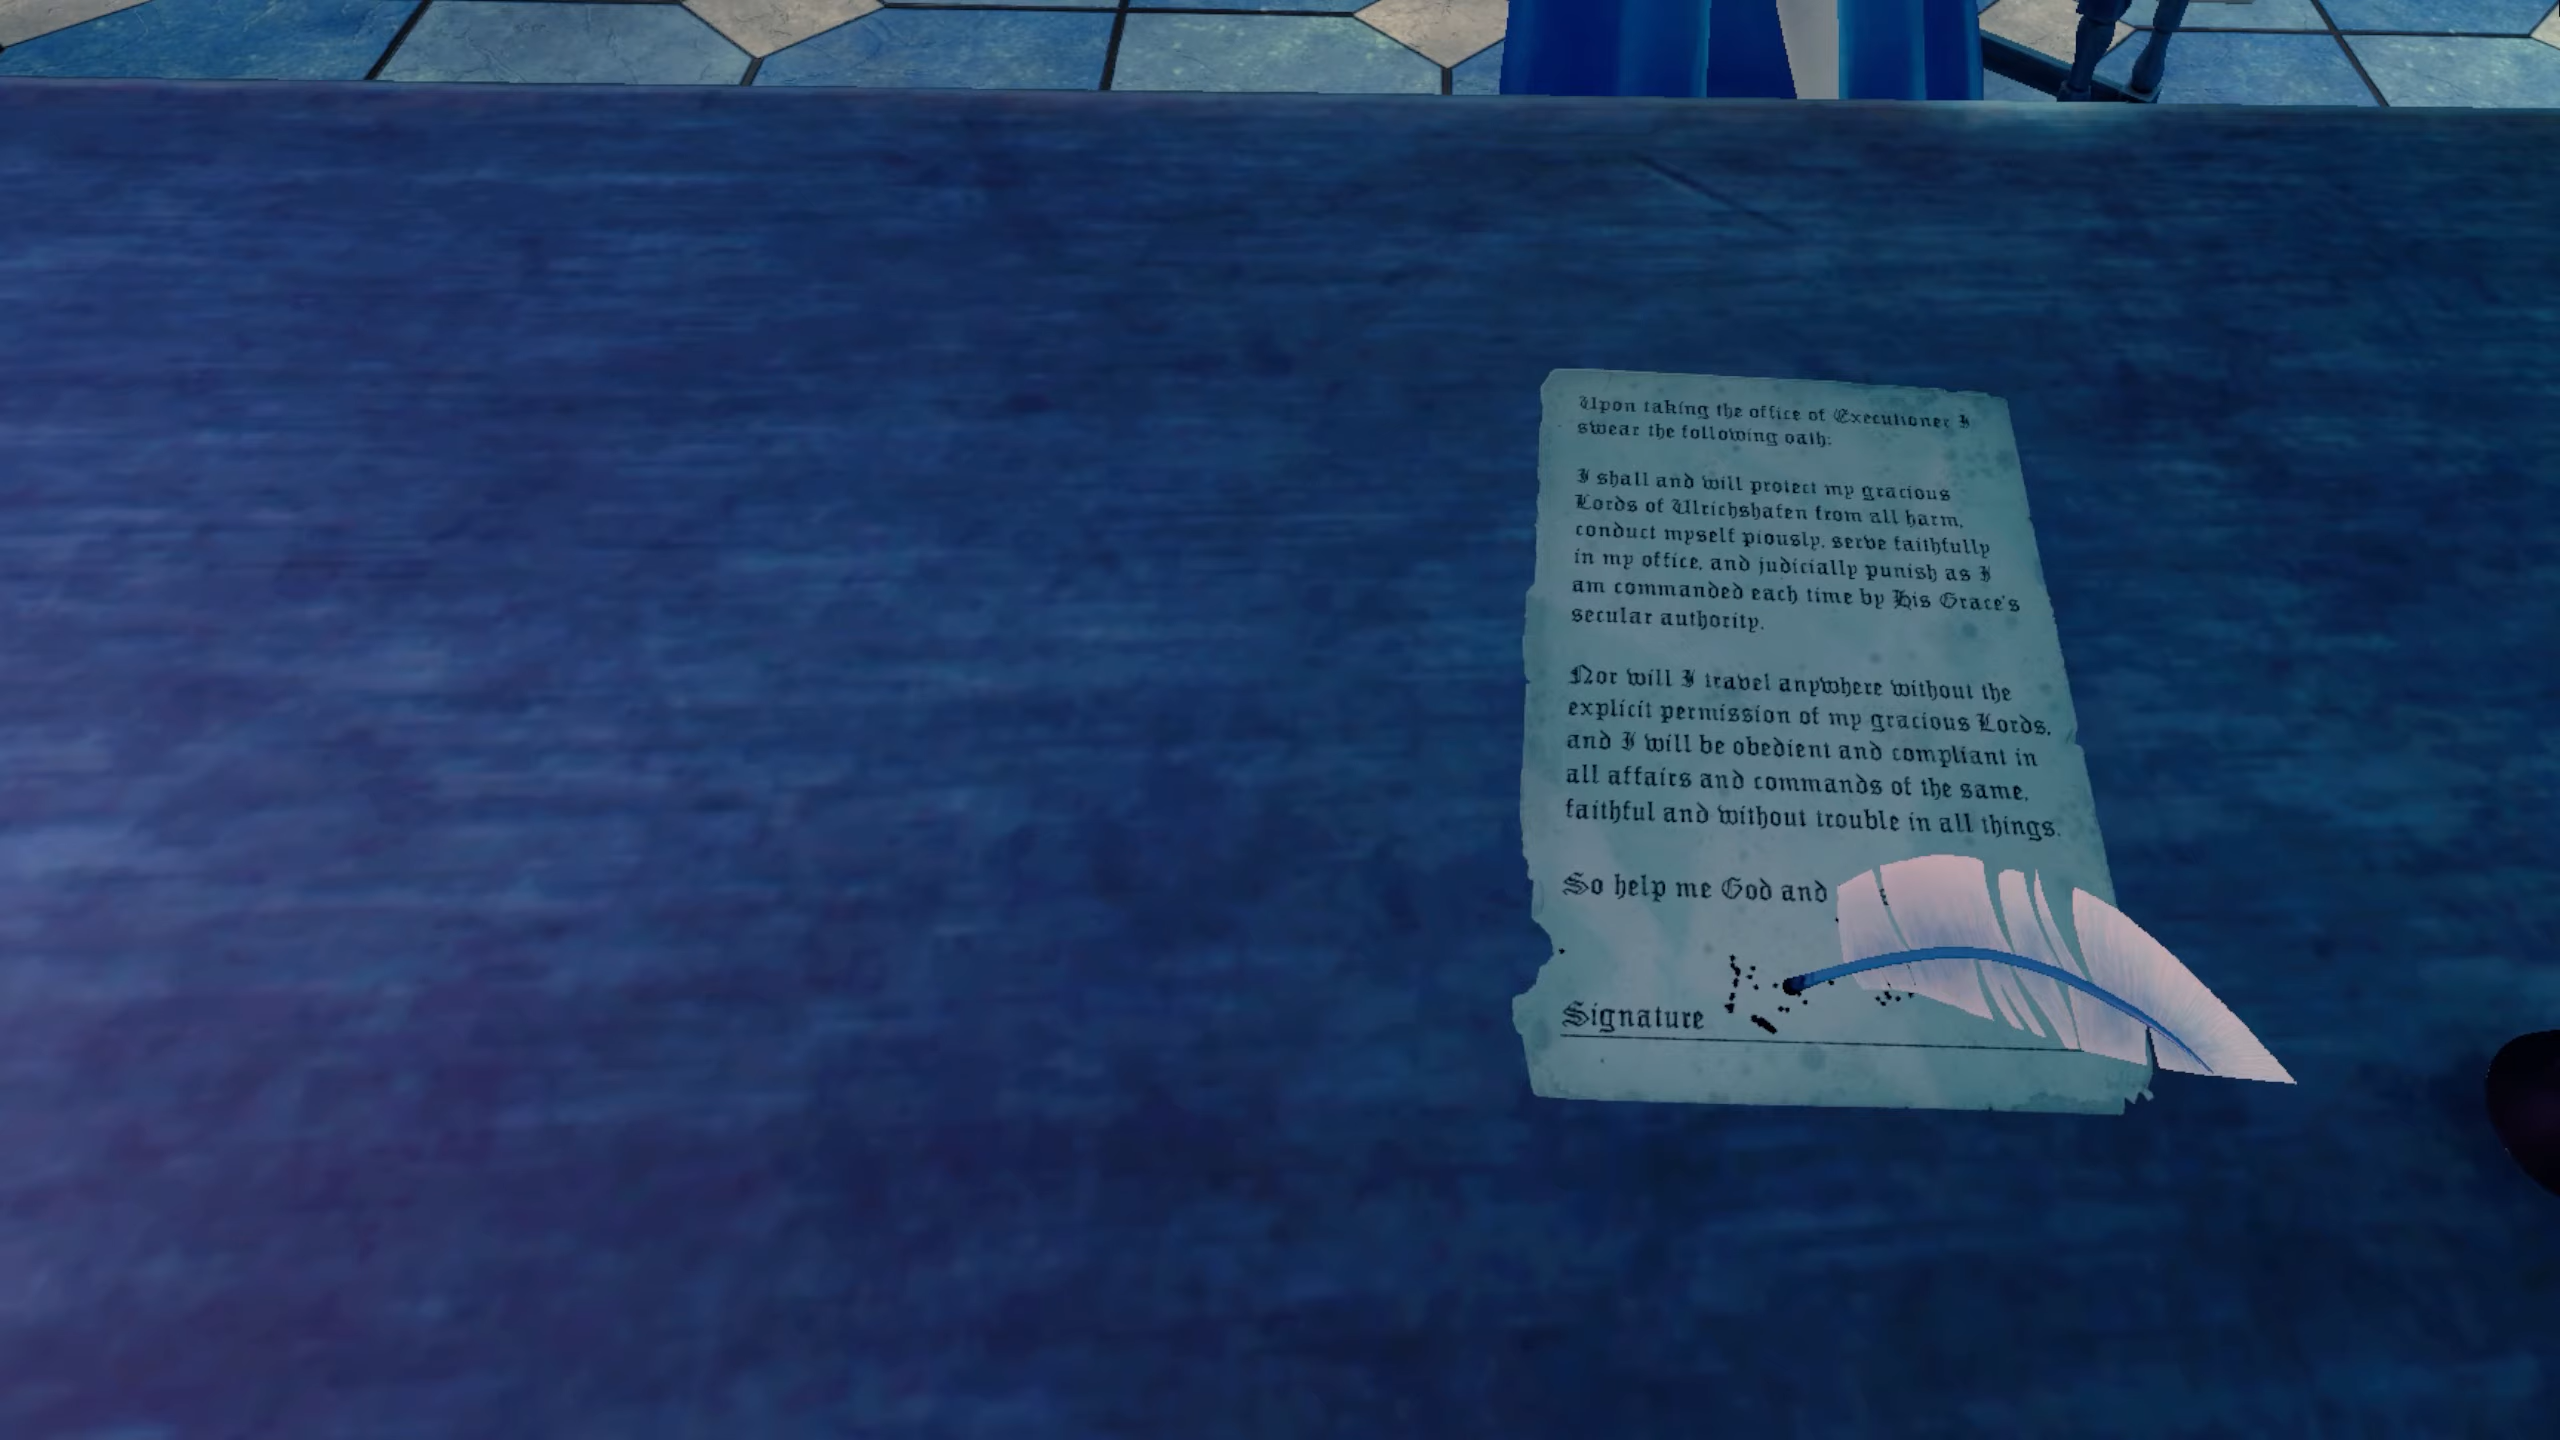 Upon taking the office of Executioner I
swear the following oath:
I shall and will protect my gracious
Lords of Ulrichshafen from all harm,
conduct myself piously, serve faithfully
in my office, and judicially punish as I
am commanded each time by His Grace's
secular authority.
Nor will I travel anywhere without the
explicit permission of my gracious Lords,
and I will be obedient and compliant in
all affairs and commands of the same,
faithful and without trouble in all things.
So help me God and
Signature